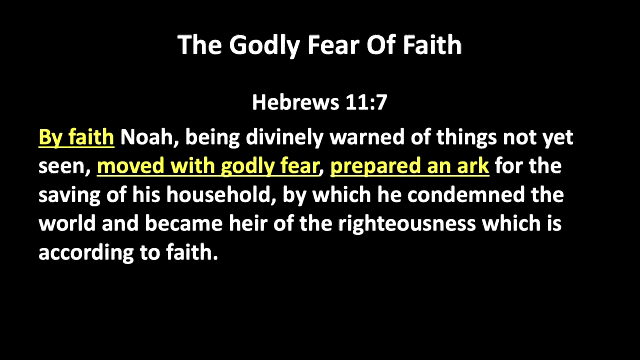 The Godly Fear Of Faith
Hebrews 11:7
By faith Noah, being divinely warned of things not yet
seen, moved with godly fear, prepared an ark for the
saving of his household, by which he condemned the
world and became heir of the righteousness which is
according to faith.